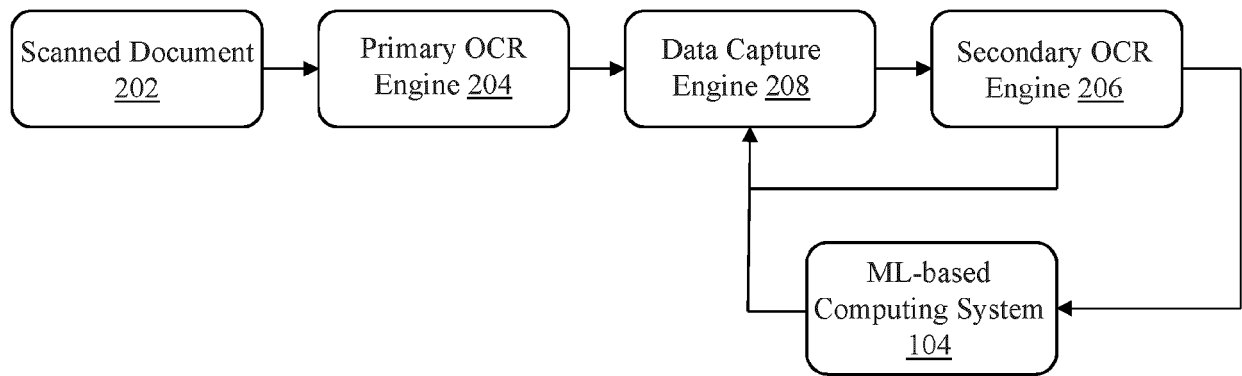 Scanned Document
202
Primary OCR
Engine 204
Data Capture
Engine 208
Secondary OCR
Engine 206
ML-based
Computing System
104